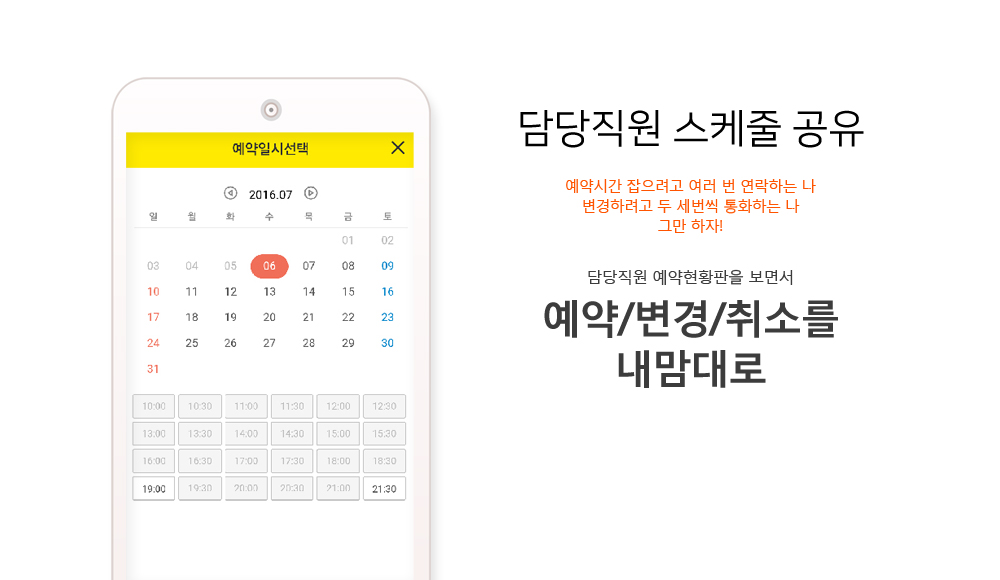 예약일시선택
2016.07
일 월 화 수 목 금 토
01 02
03 04 05 06 07 08 09
10 11 12 13 14 15 16
17 18 19 20 21 22 23
24 25 26 27 28 29 30
31
10:00 10:30 11:00 11:30 12:00 12:30
13:00 13:30 14:00 14:30 15:00 15:30
16:00 16:30 17:00 17:30 18:00 18:30
19:00 19:30 20:00 20:30 21:00 21:30
담당직원 스케줄 공유
예약시간 잡으려고 여러 번 연락하는 나
변경하려고 두 세번씩 통화하는 나
그만 하자!
담당직원 예약현황판을 보면서
예약/변경/취소를
내맘대로